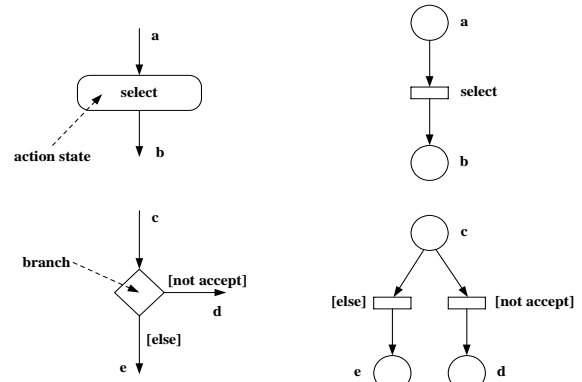 a
select
action state
b
a
select
b
c
branch
[not accept]
d
[else]
e
c
[else]
[not accept]
e
d